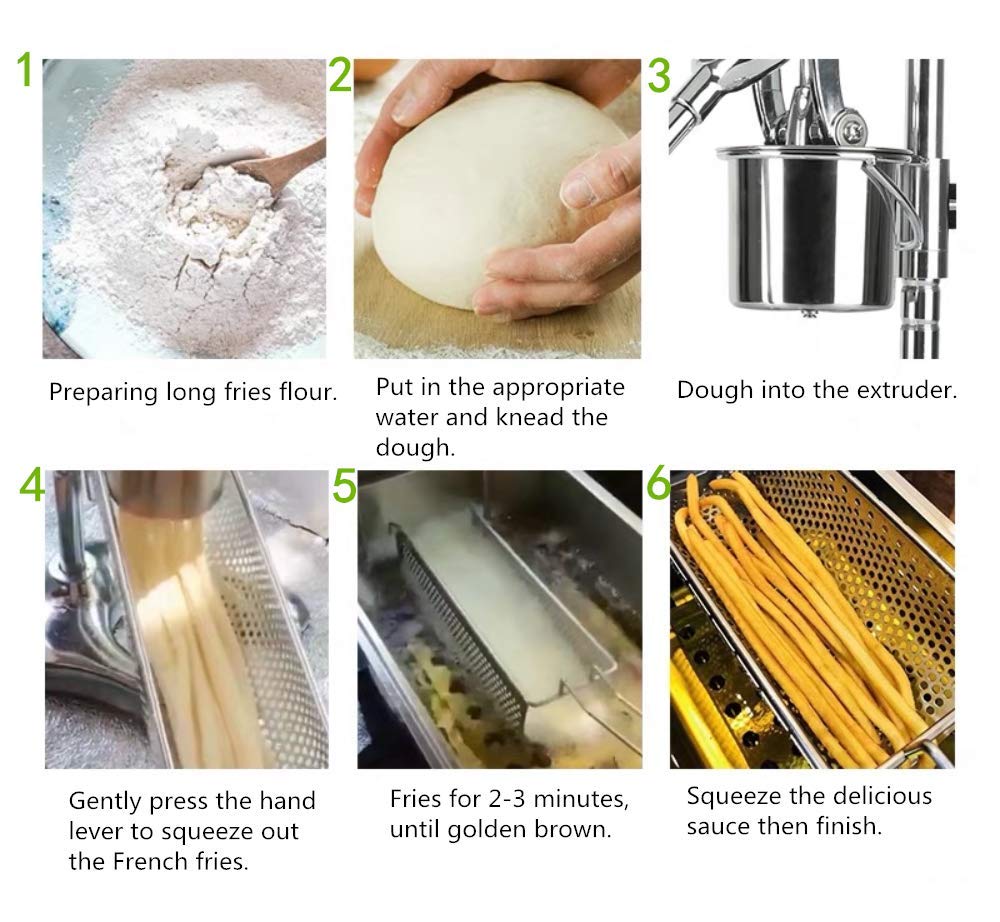 1
2
3
Preparing long fries flour.
Put in the appropriate
water and knead the
dough.
Dough into the extruder.
4
5
6
Gently press the hand
lever to squeeze out
the French fries.
Fries for 2-3 minutes,
until golden brown.
Squeeze the delicious
sauce then finish.